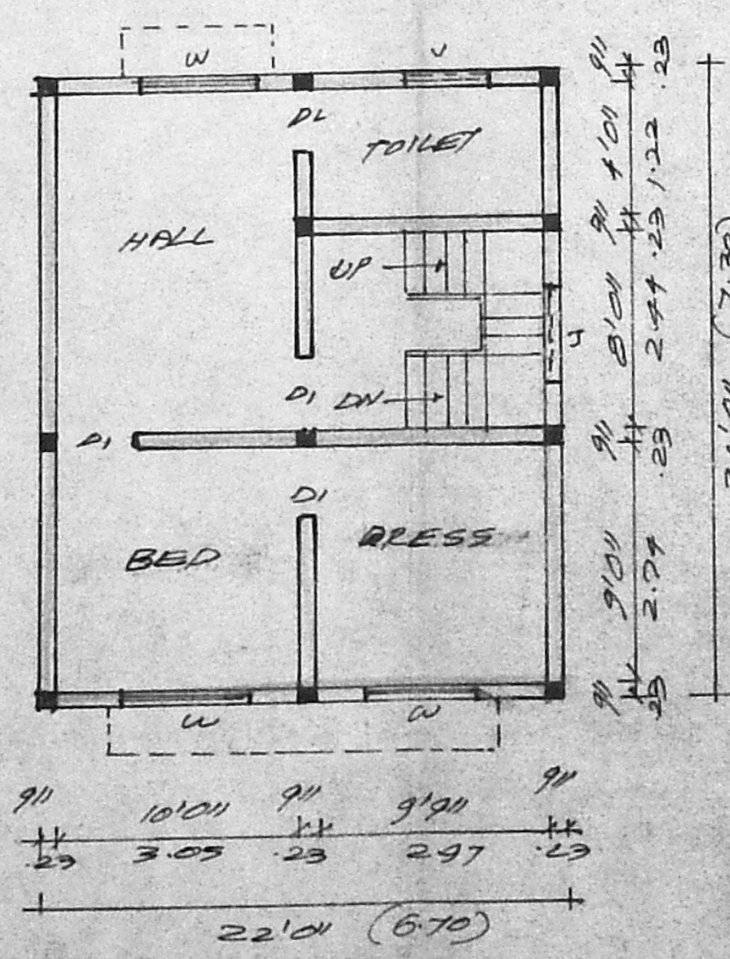 W
V
9"
.23
D2
TOILET
4'0"
1.22
HALL
9"
.23
UP
8'0"
2.44
J
D1
DN
D1
9"
.23
D1
BED
DRESS
9'0"
2.74
W
W
9"
.23
9"
10'0"
9"
9'9"
9"
.23
3.05
.23
2.97
.23
22'0" (6.70)